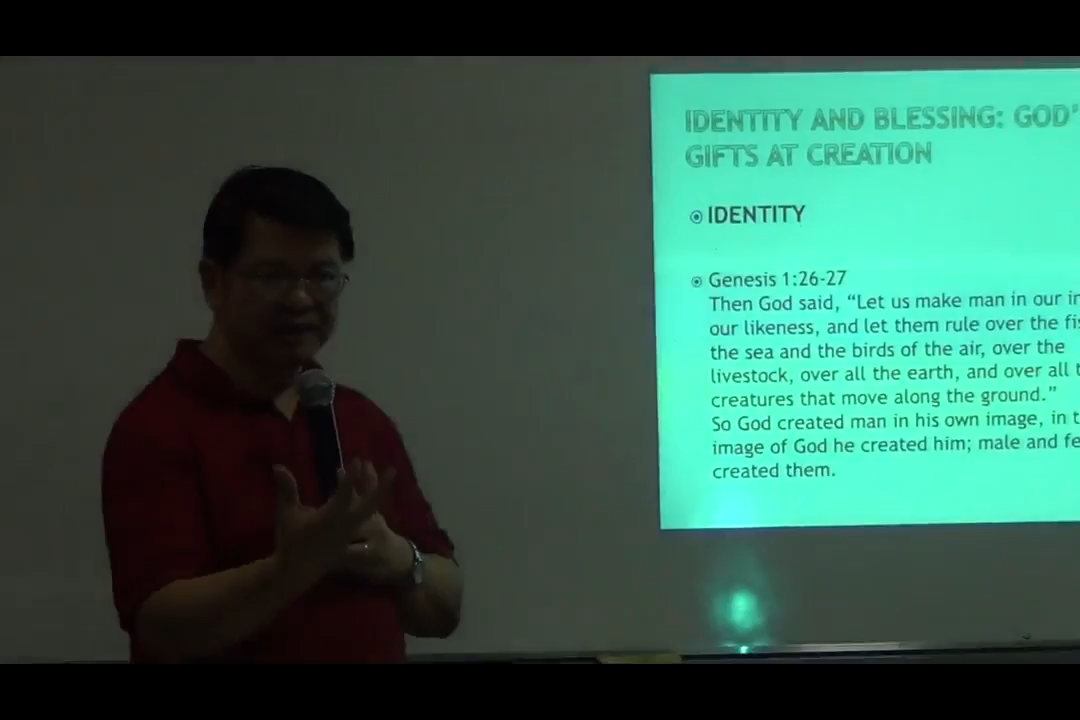 IDENTITY AND BLESSING: GOD'
GIFTS AT CREATION
IDENTITY
Genesis 1:26-27
Then God said, “Let us make man in our
our likeness, and let them rule over the
the sea and the birds of the air, over the
livestock, over all the earth, and over all
creatures that move along the ground.”
So God created man in his own image, in
image of God he created him; male and
created them.